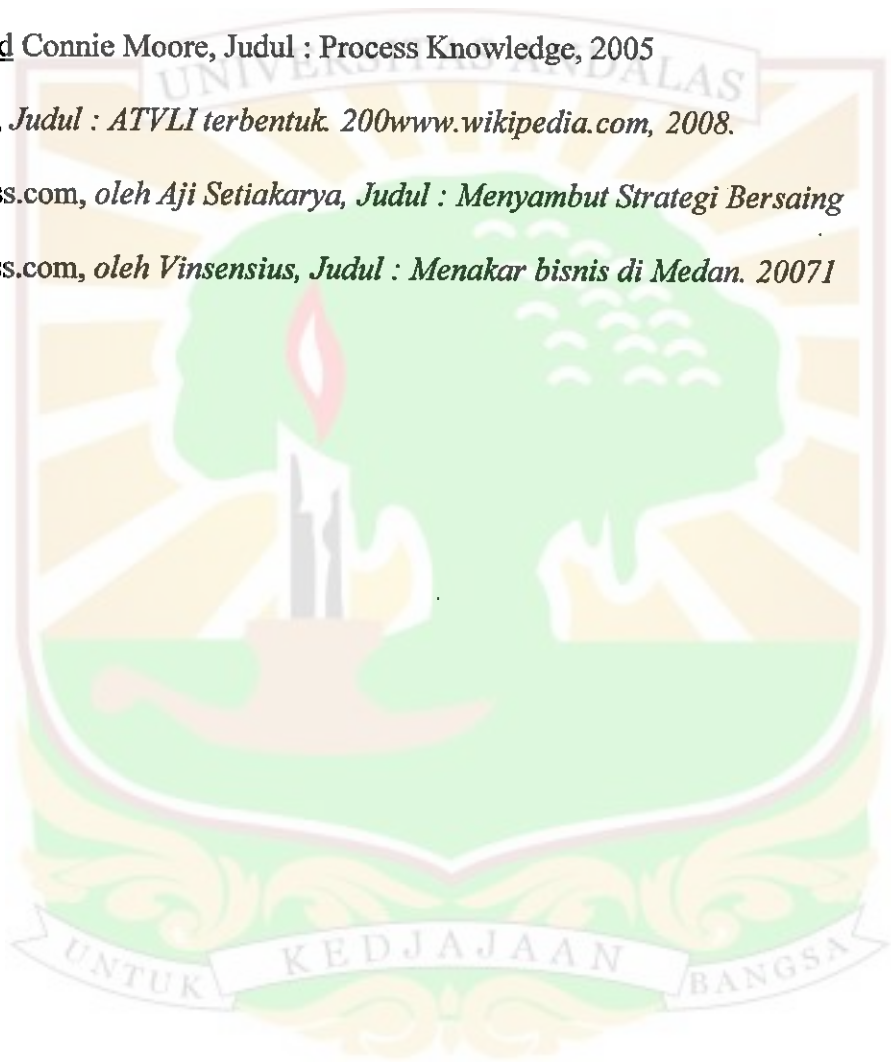 d Connie Moore, Judul : Process Knowledge, 2005
UNIVERSITAS ANDALAS
, Judul : ATVLI terbentuk. 200www.wikipedia.com, 2008.
ss.com, oleh Aji Setiakarya, Judul : Menyambut Strategi Bersaing
ss.com, oleh Vinsensius, Judul : Menakar bisnis di Medan. 20071
UNTUK KEDJAJAAN BANGSA